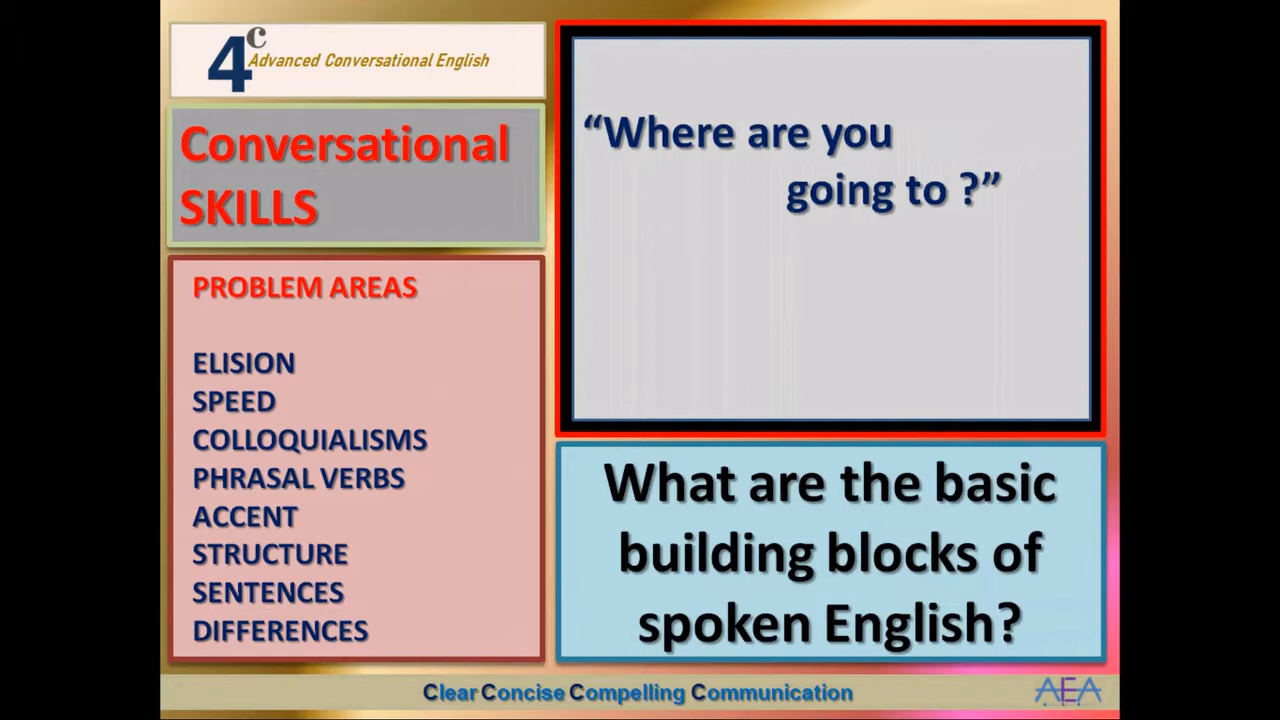 4c Advanced Conversational English
Conversational
SKILLS
PROBLEM AREAS
ELISION
SPEED
COLLOQUIALISMS
PHRASAL VERBS
ACCENT
STRUCTURE
SENTENCES
DIFFERENCES
“Where are you
going to ?”
What are the basic
building blocks of
spoken English?
Clear Concise Compelling Communication
AEA